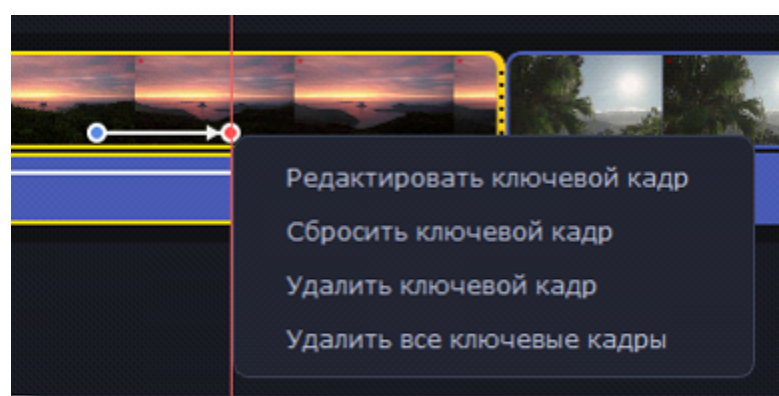 Редактировать ключевой кадр
Сбросить ключевой кадр
Удалить ключевой кадр
Удалить все ключевые кадры